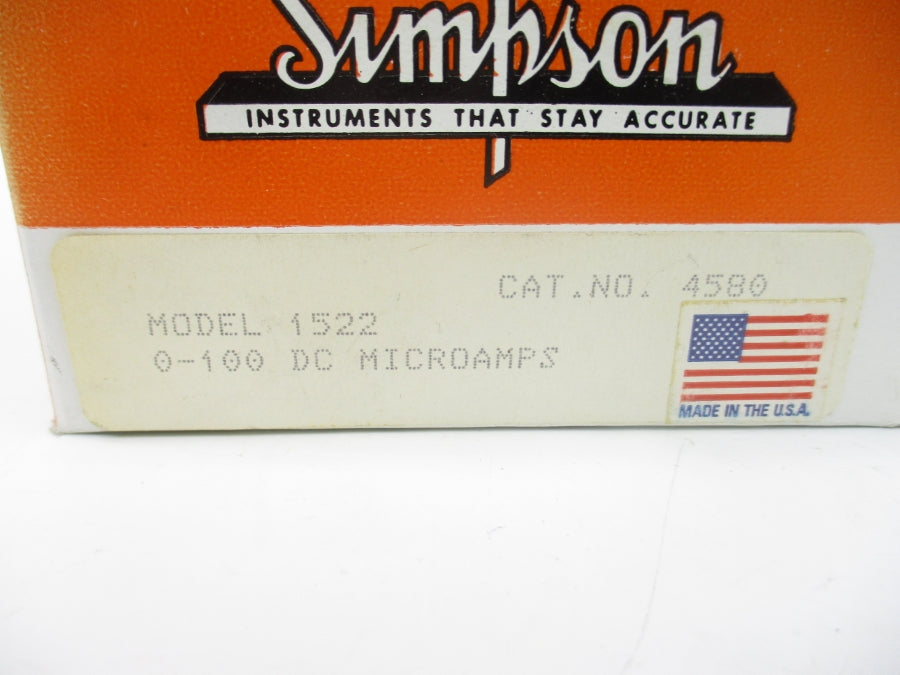 Simpson
INSTRUMENTS THAT STAY ACCURATE
CAT.NO. 4580
MODEL 1522
0-100 DC MICROAMPS
MADE IN THE U.S.A.